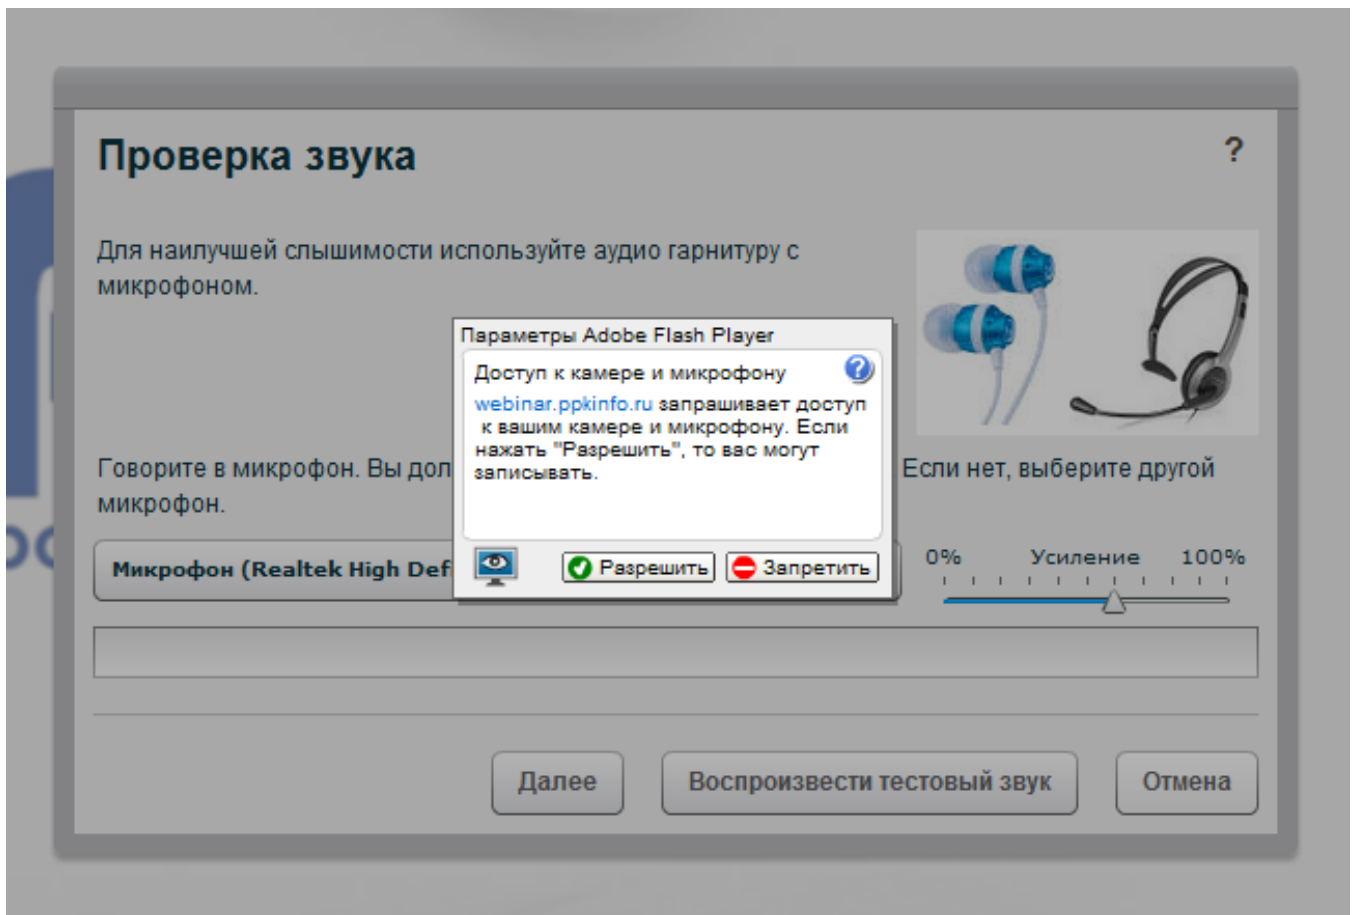 Проверка звука
?
Для наилучшей слышимости используйте аудио гарнитуру с
микрофоном.
Параметры Adobe Flash Player
Доступ к камере и микрофону
webinar.ppkinfo.ru запрашивает доступ
к вашим камере и микрофону. Если
нажать "Разрешить", то вас могут
записывать.
Разрешить
Запретить
Говорите в микрофон. Вы
Если нет, выберите другой
микрофон.
Микрофон (Realtek High
0% Усиление 100%
Далее
Воспроизвести тестовый звук
Отмена